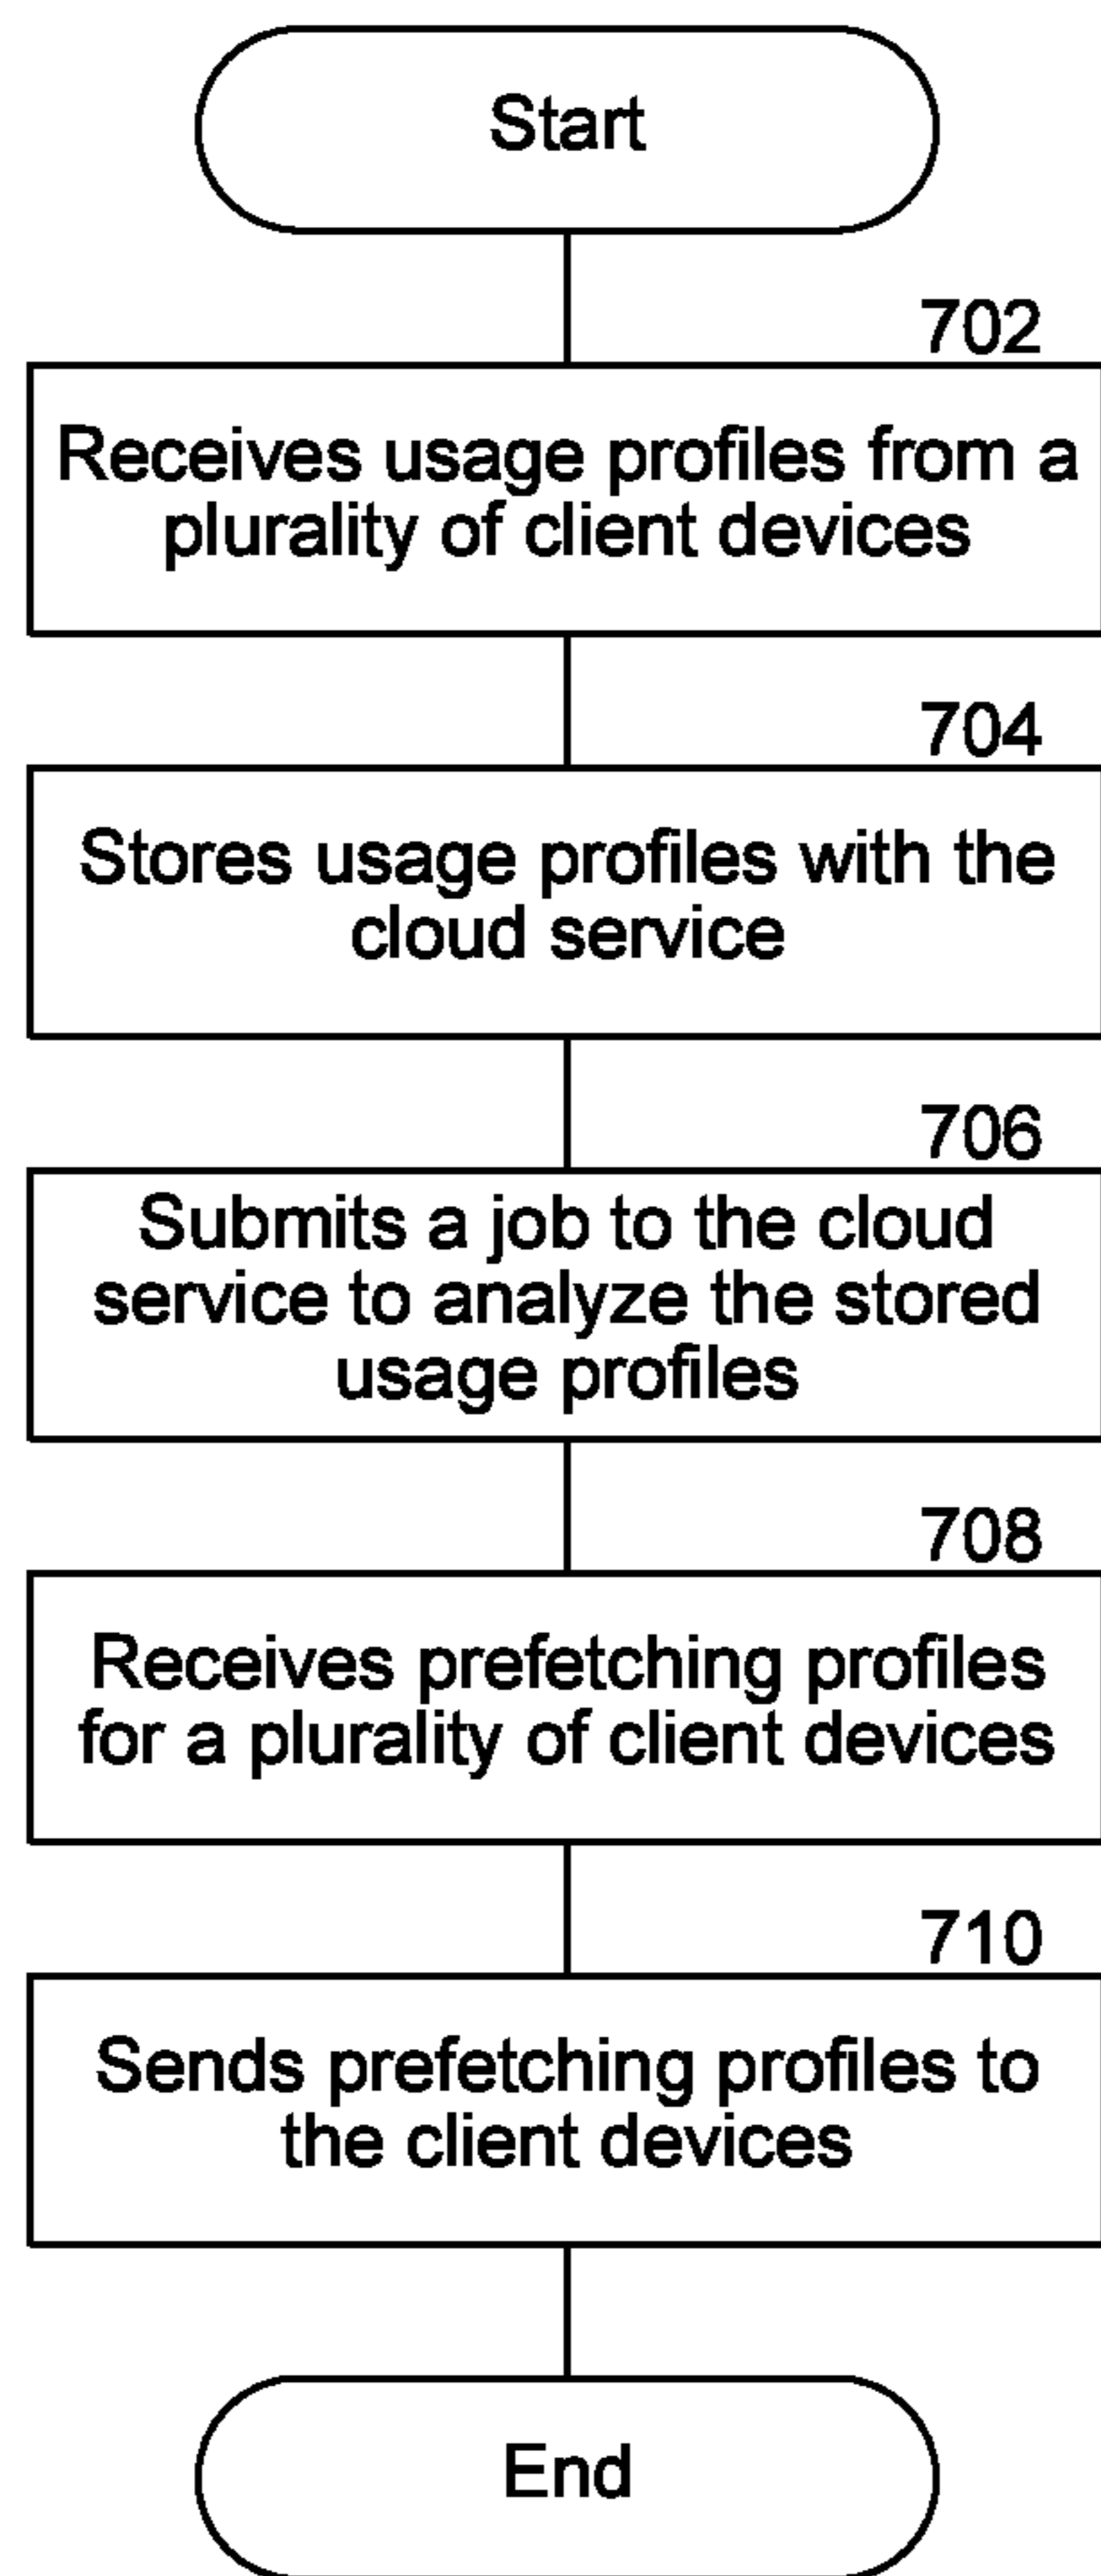 Start
702
Receives usage profiles from a
plurality of client devices
704
Stores usage profiles with the
cloud service
706
Submits a job to the cloud
service to analyze the stored
usage profiles
708
Receives prefetching profiles
for a plurality of client devices
710
Sends prefetching profiles to
the client devices
End